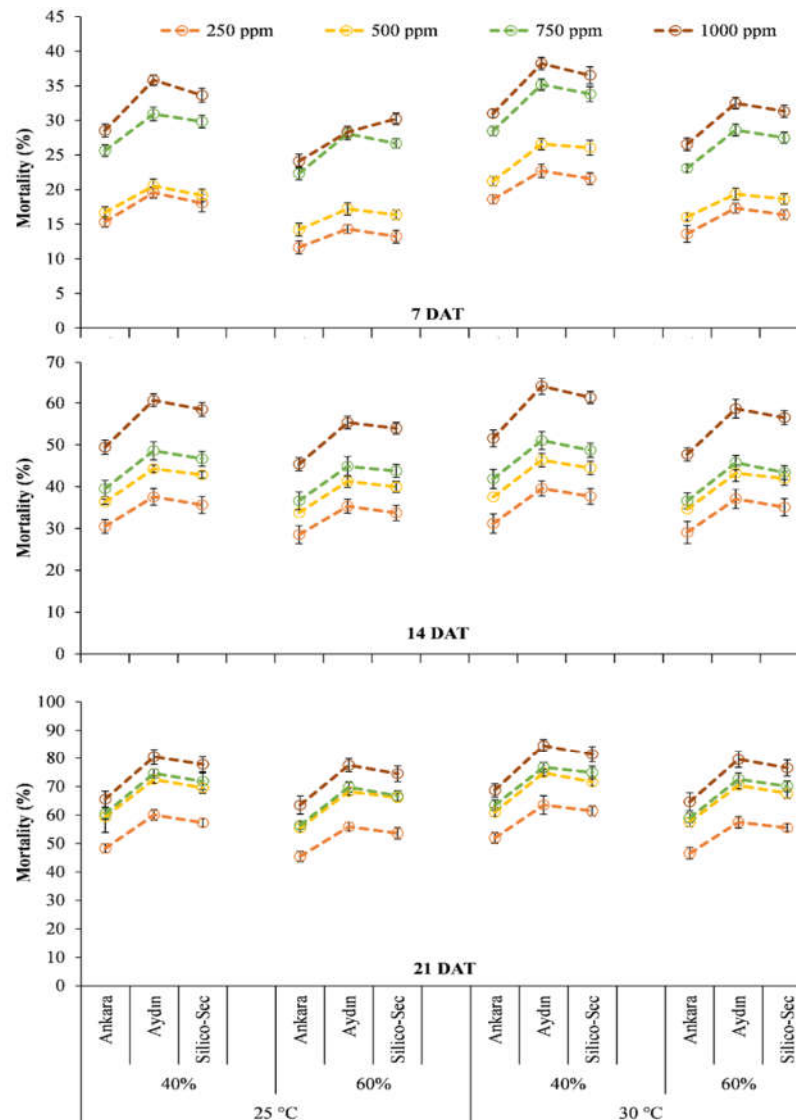 250 ppm 500 ppm 750 ppm 1000 ppm
45
40
35
30
25
20
15
10
5
0
Mortality (%)
7 DAT
70
60
50
40
30
20
10
0
Mortality (%)
14 DAT
100
90
80
70
60
50
40
30
20
10
0
Mortality (%)
21 DAT
Ankara Aydın Silico-Sec Ankara Aydın Silico-Sec Ankara Aydın Silico-Sec Ankara Aydın Silico-Sec
40% 60% 40% 60%
25 °C 30 °C